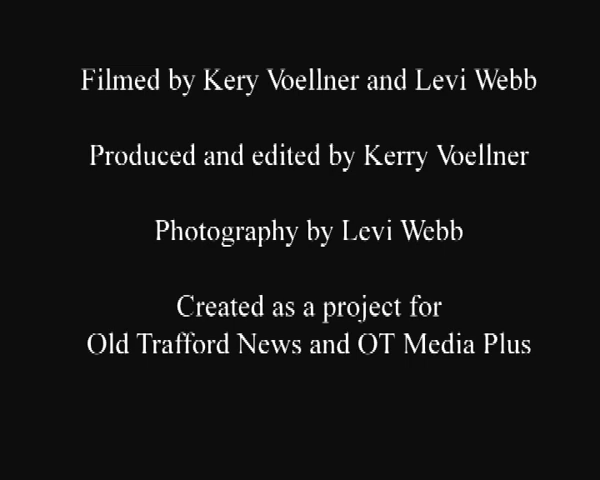 Filmed by Kery Voellner and Levi Webb
Produced and edited by Kerry Voellner
Photography by Levi Webb
Created as a project for
Old Trafford News and OT Media Plus